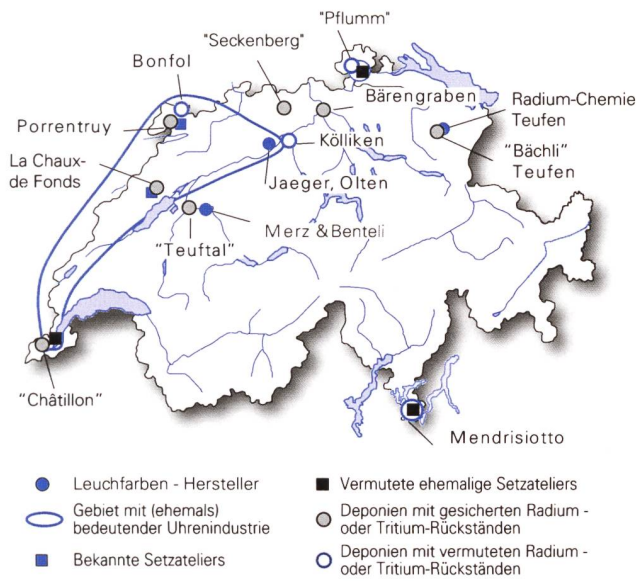 "Pflumm"
"Seckenberg"
Bonfol
Bärengraben
Radium-Chemie
Teufen
Porrentruy
Kölliken
"Bächli"
Teufen
La Chaux-
de Fonds
Jaeger, Olten
Merz & Benteli
"Teuftal"
"Châtillon"
Mendrisiotto
Leuchfarben - Hersteller
Gebiet mit (ehemals)
bedeutender Uhrenindustrie
Bekannte Setzateliers
Vermutete ehemalige Setzateliers
Deponien mit gesicherten Radium -
oder Tritium-Rückständen
Deponien mit vermuteten Radium -
oder Tritium-Rückständen